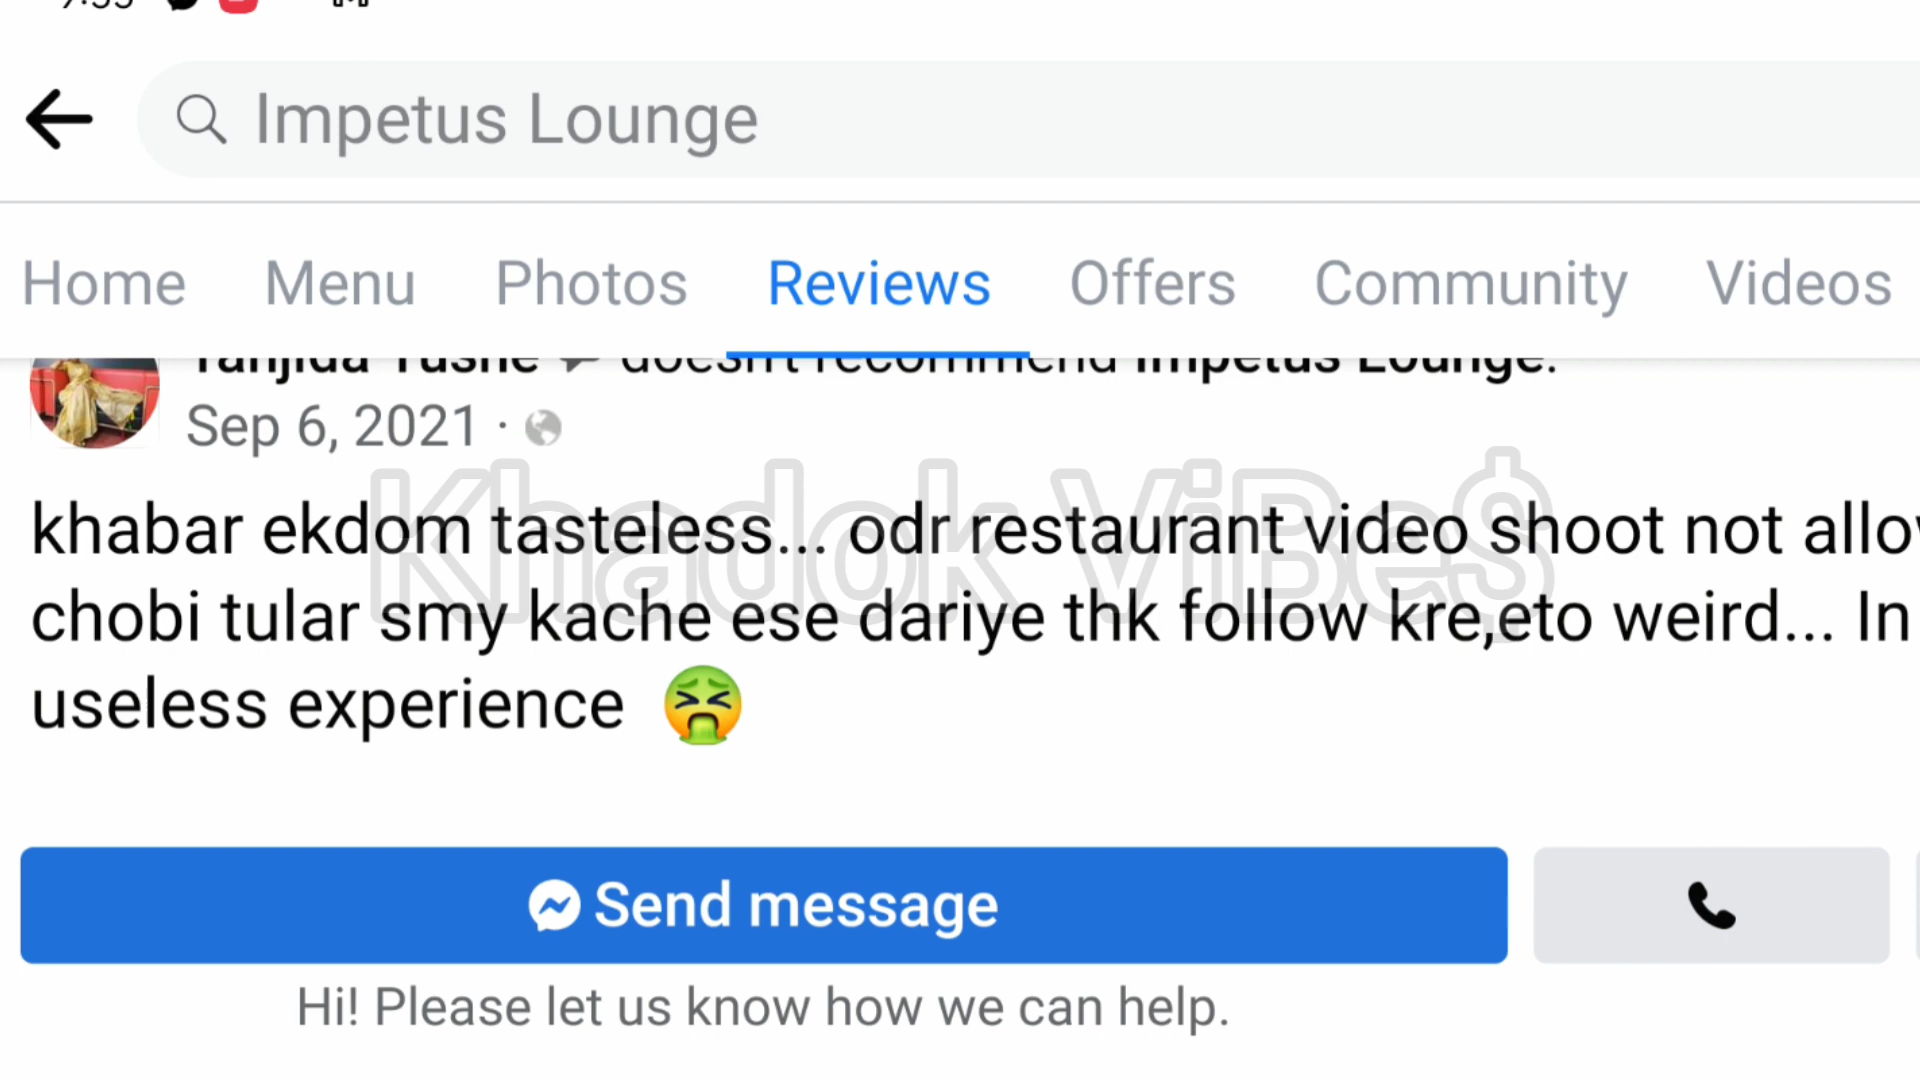 Impetus Lounge
Home Menu Photos Reviews Offers Community Videos
doesn't recommend Impetus Lounge.
Sep 6, 2021 ·
Khadok ViBe$
khabar ekdom tasteless... odr restaurant video shoot not
chobi tular smy kache ese dariye thk follow kre,eto weird... In
useless experience
Send message
Hi! Please let us know how we can help.